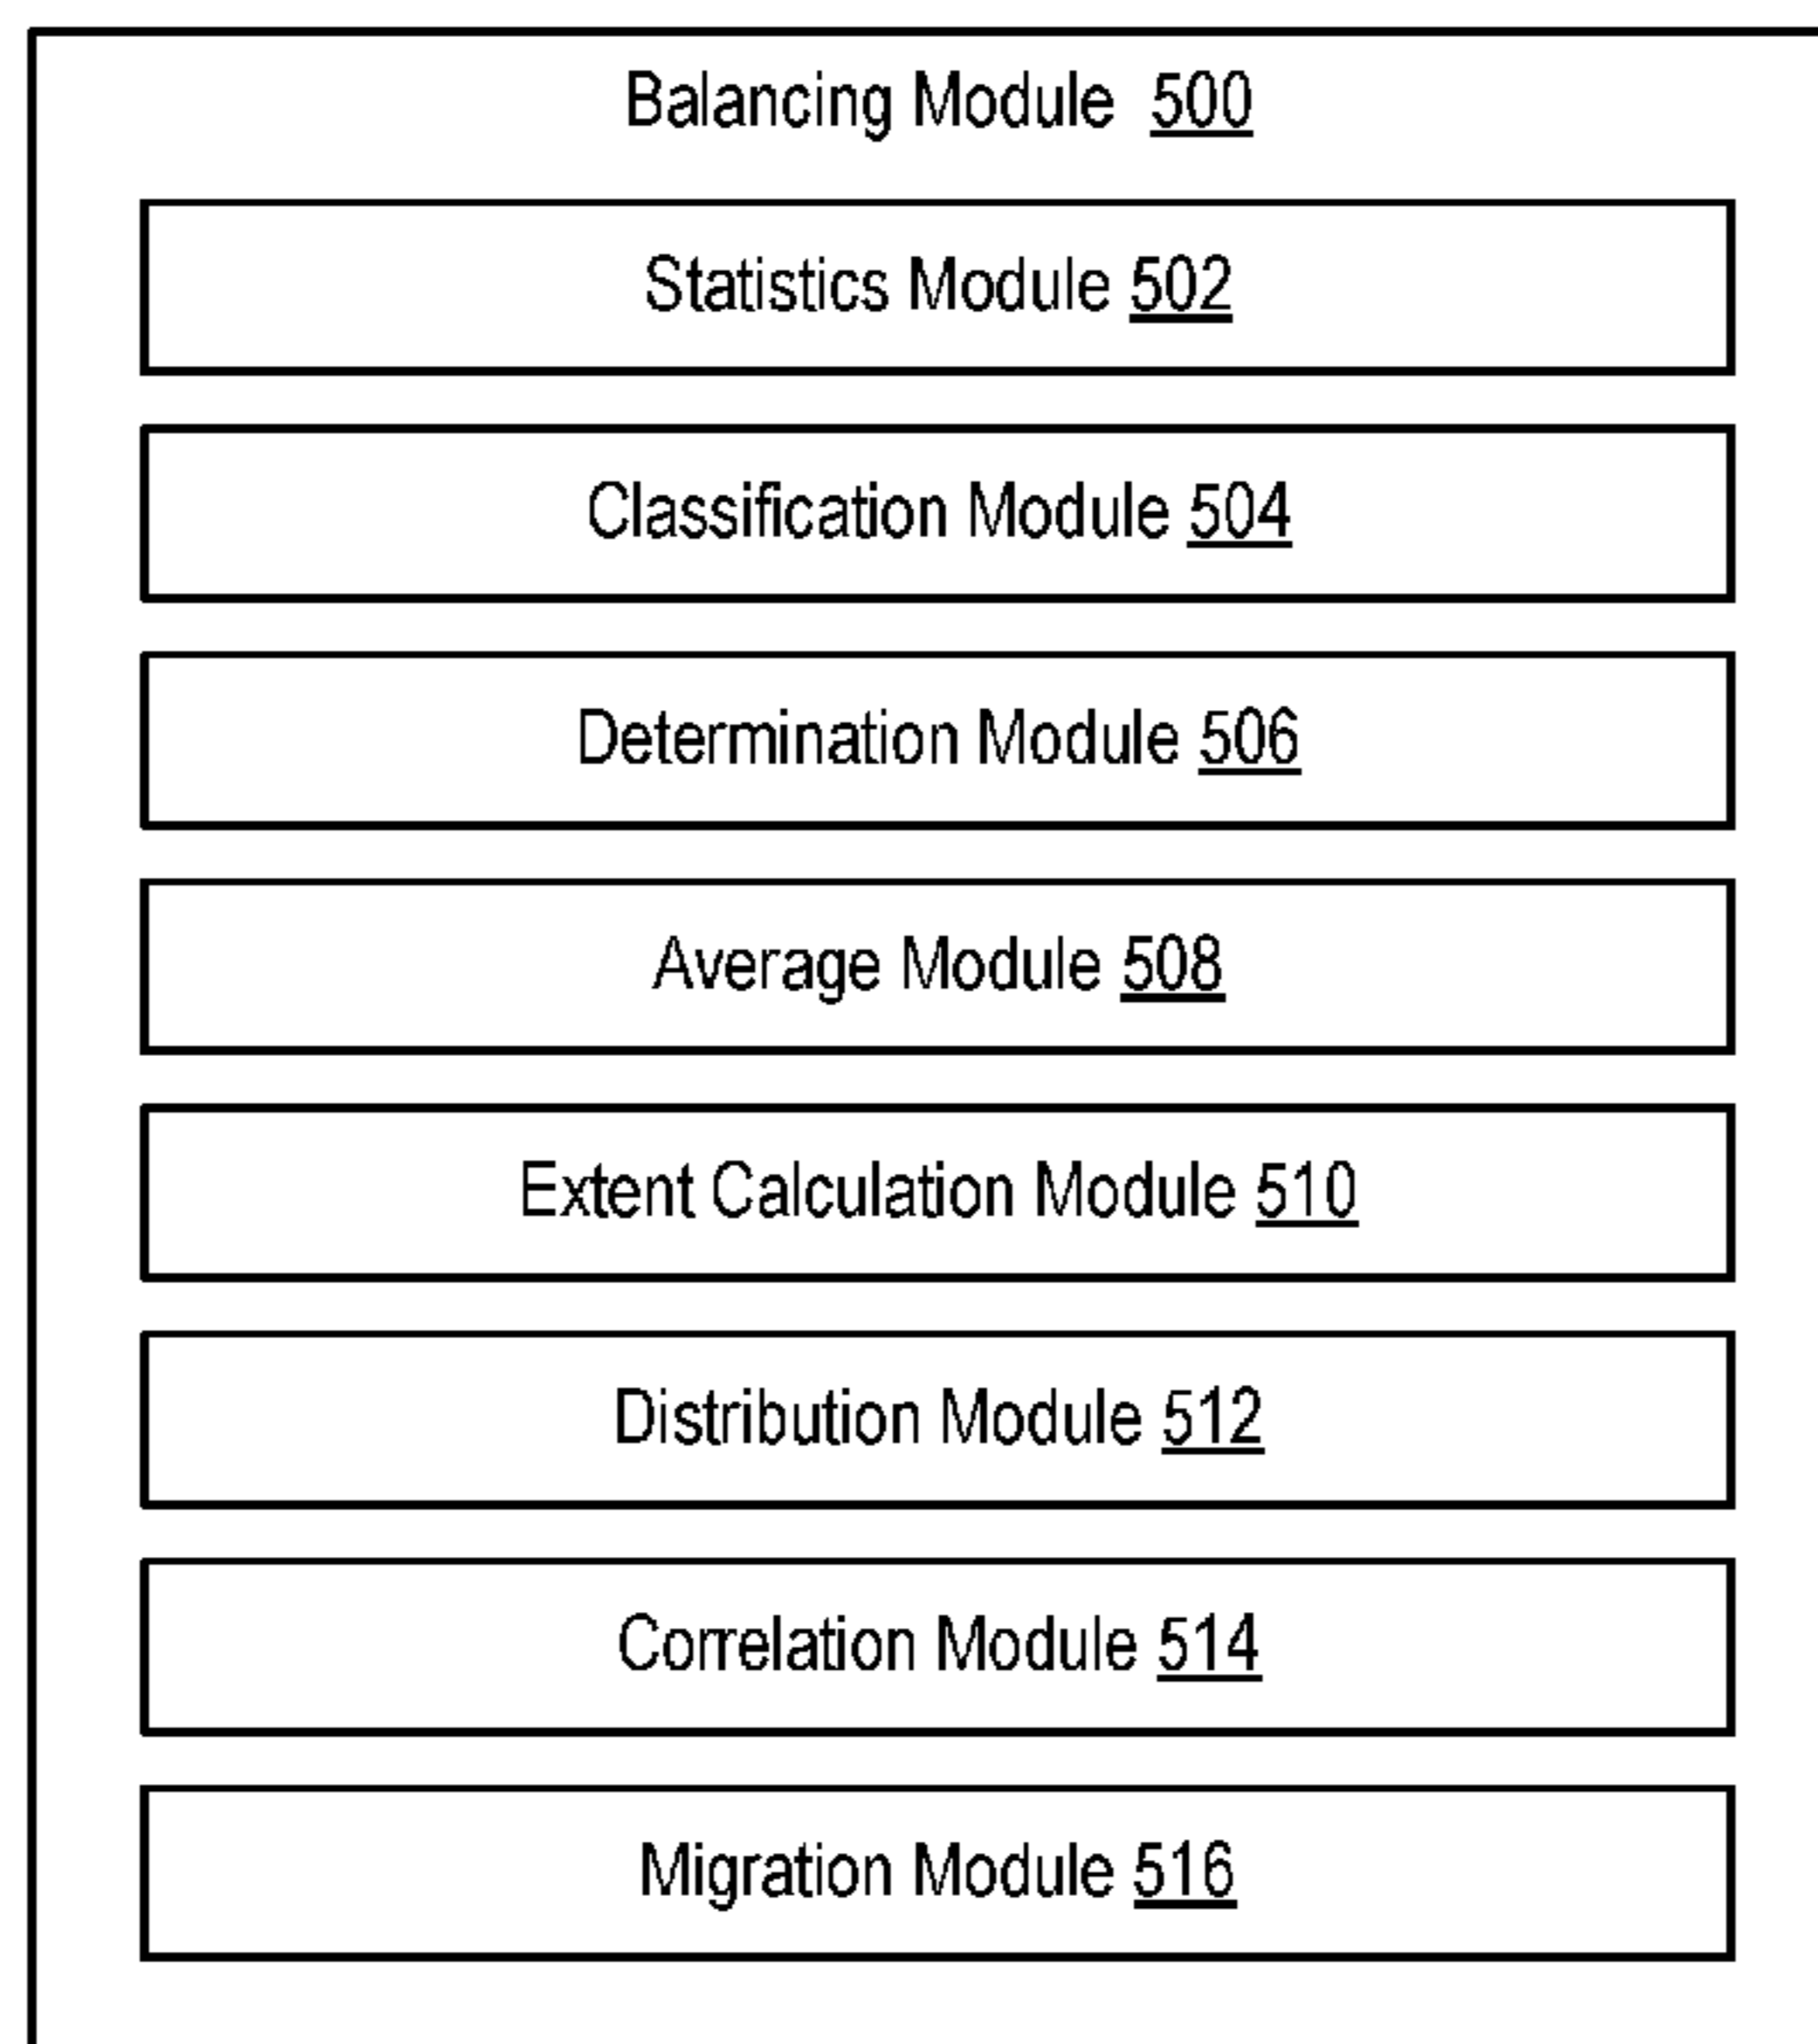 Balancing Module 500
Statistics Module 502
Classification Module 504
Determination Module 506
Average Module 508
Extent Calculation Module 510
Distribution Module 512
Correlation Module 514
Migration Module 516